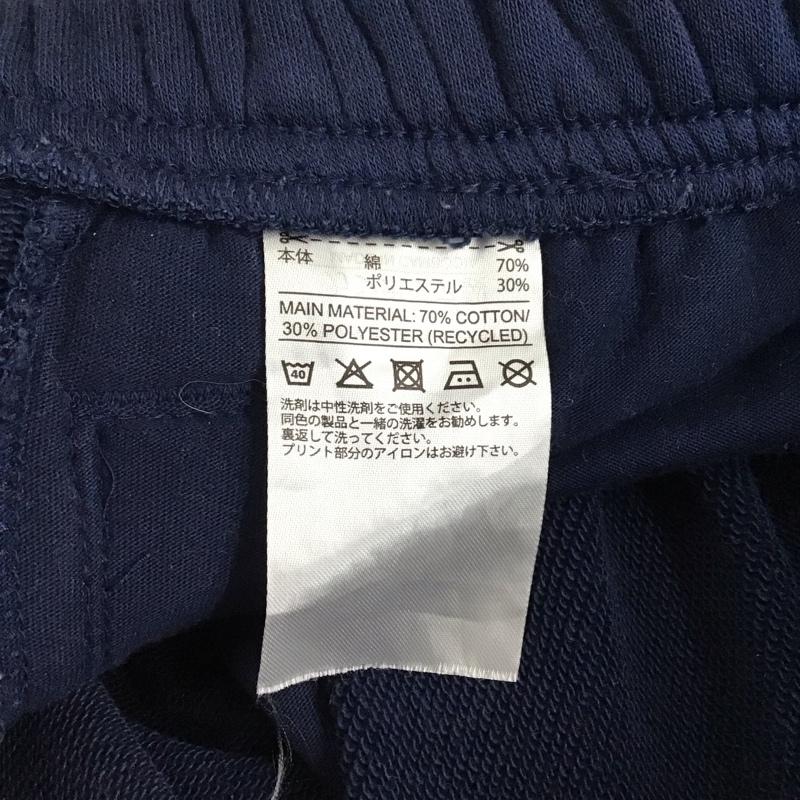 本体 綿 70%
ポリエステル 30%
MAIN MATERIAL: 70% COTTON/
30% POLYESTER (RECYCLED)
40
洗剤は中性洗剤をご使用ください。
同色の製品と一緒の洗濯をお勧めします。
裏返して洗ってください。
プリント部分のアイロンはお避け下さい。